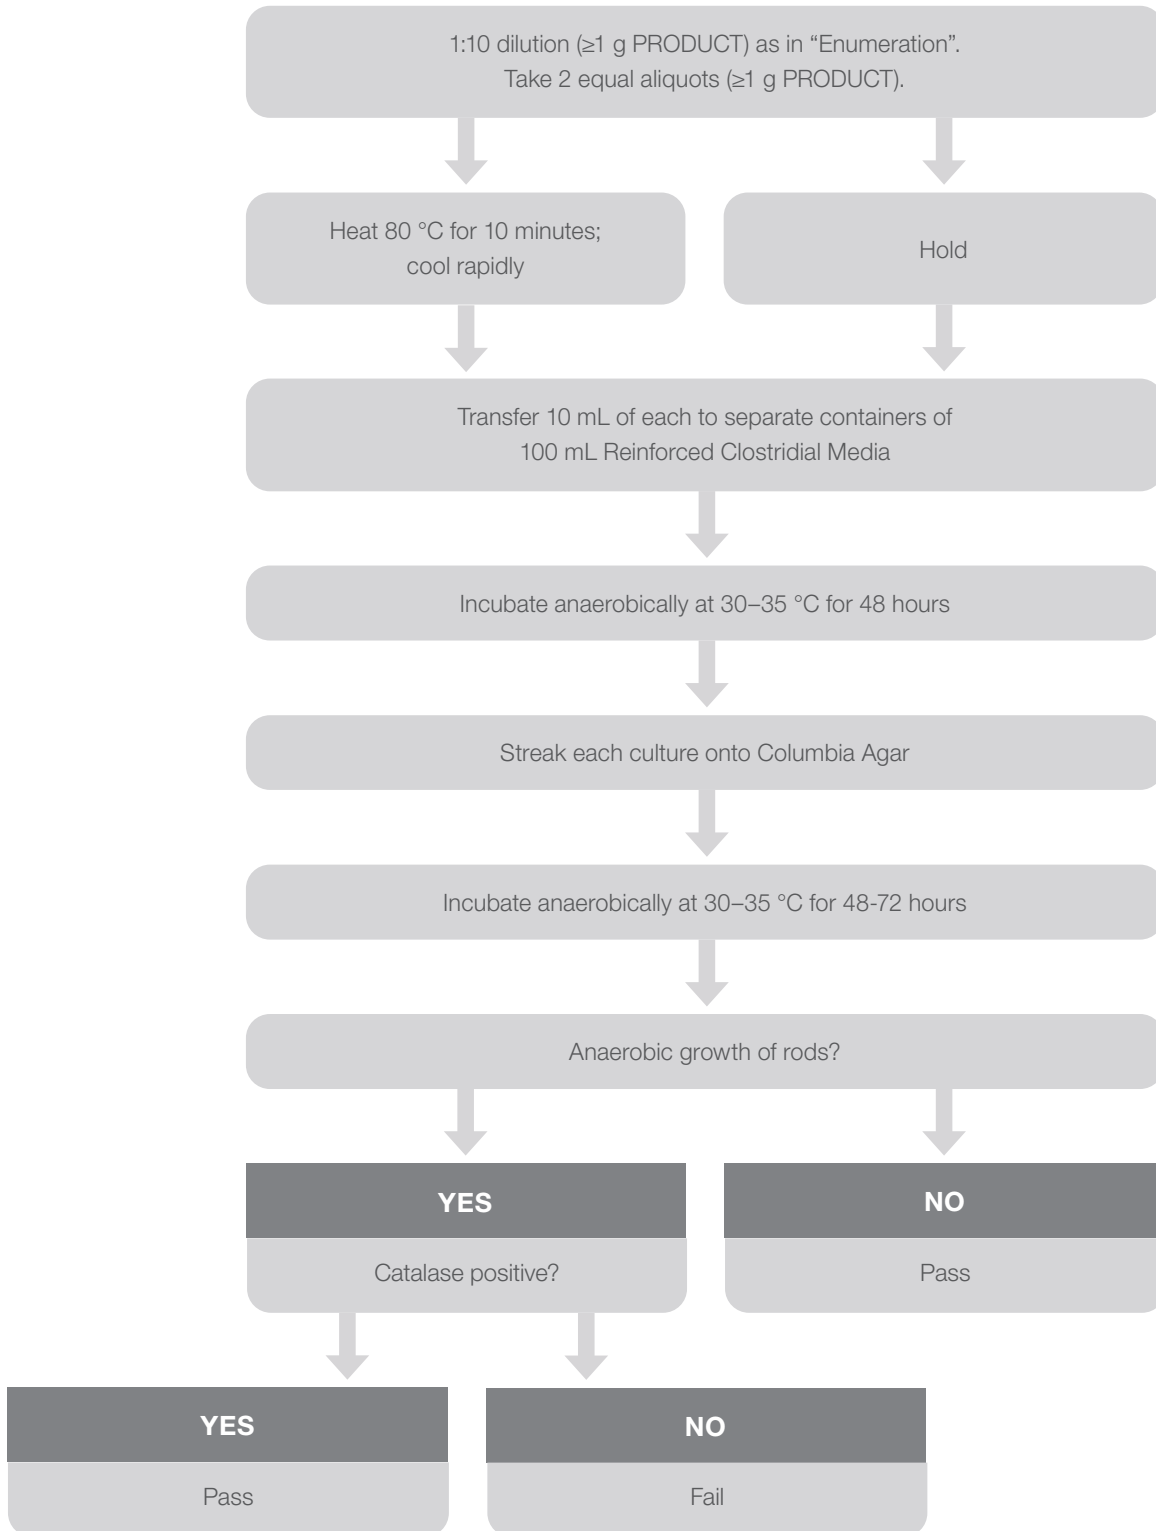 1:10 dilution (≥1 g PRODUCT) as in “Enumeration”.
Take 2 equal aliquots (≥1 g PRODUCT).
Heat 80 °C for 10 minutes;
cool rapidly
Hold
Transfer 10 mL of each to separate containers of
100 mL Reinforced Clostridial Media
Incubate anaerobically at 30–35 °C for 48 hours
Streak each culture onto Columbia Agar
Incubate anaerobically at 30–35 °C for 48-72 hours
Anaerobic growth of rods?
YES
Catalase positive?
NO
Pass
YES
Pass
NO
Fail